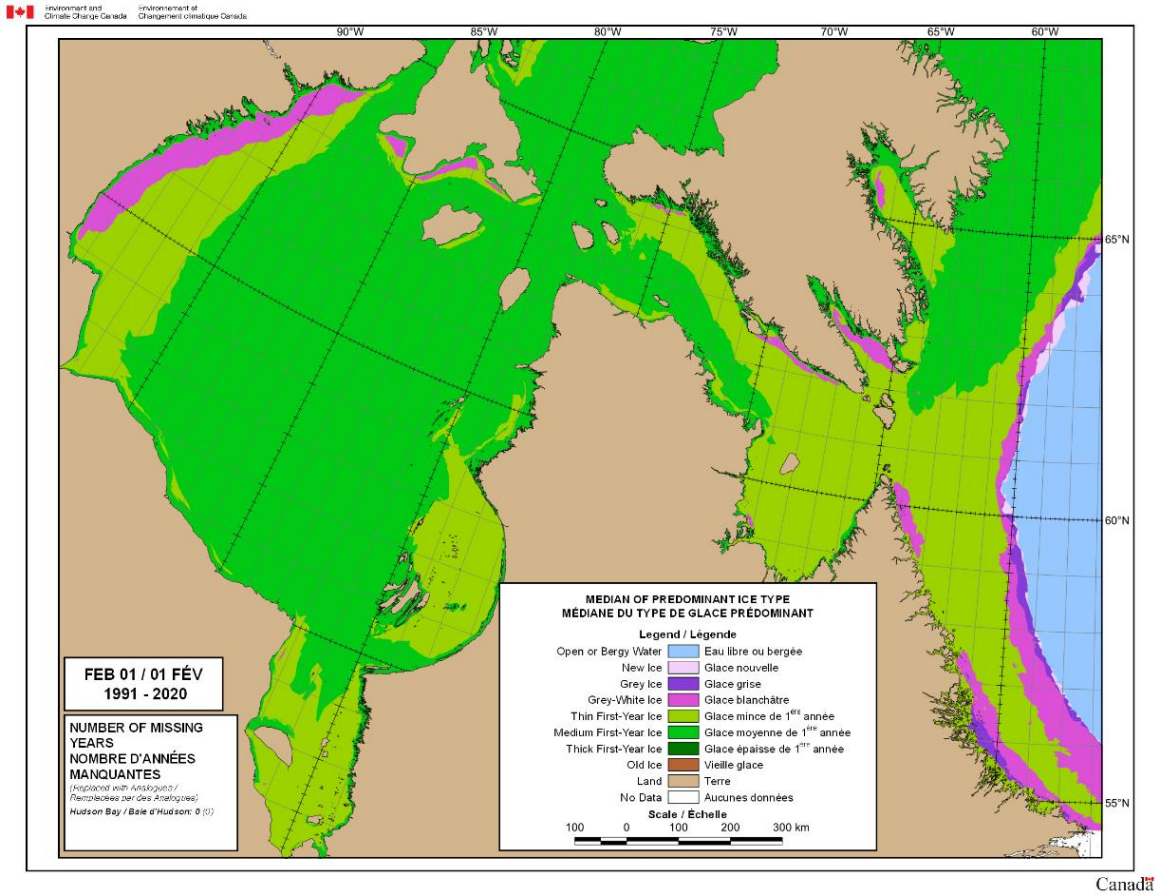 Environment and Climate Change Canada
Environnement et Changement climatique Canada
90°W 85°W 80°W 75°W 70°W 65°W 60°W
65°N
60°N
55°N
FEB 01 / 01 FÉV
1991 - 2020
NUMBER OF MISSING
YEARS
NOMBRE D'ANNÉES
MANQUANTES
(Replaced with Analogues /
Remplacées par des Analogues)
Hudson Bay / Baie d'Hudson: 0 (0)
MEDIAN OF PREDOMINANT ICE TYPE
MÉDIANE DU TYPE DE GLACE PRÉDOMINANT
Legend / Légende
Open or Bergy Water Eau libre ou bergée
New Ice Glace nouvelle
Grey Ice Glace grise
Grey-White Ice Glace blanchâtre
Thin First-Year Ice Glace mince de 1ère année
Medium First-Year Ice Glace moyenne de 1ère année
Thick First-Year Ice Glace épaisse de 1ère année
Old Ice Vieille glace
Land Terre
No Data Aucunes données
Scale / Échelle
100 0 100 200 300 km
Canada